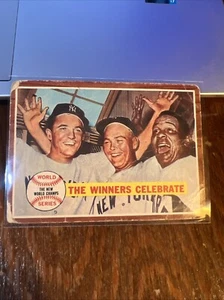 WORLD
THE NEW
WORLD CHAMPS
SERIES
THE WINNERS CELEBRATE
NEW YORK